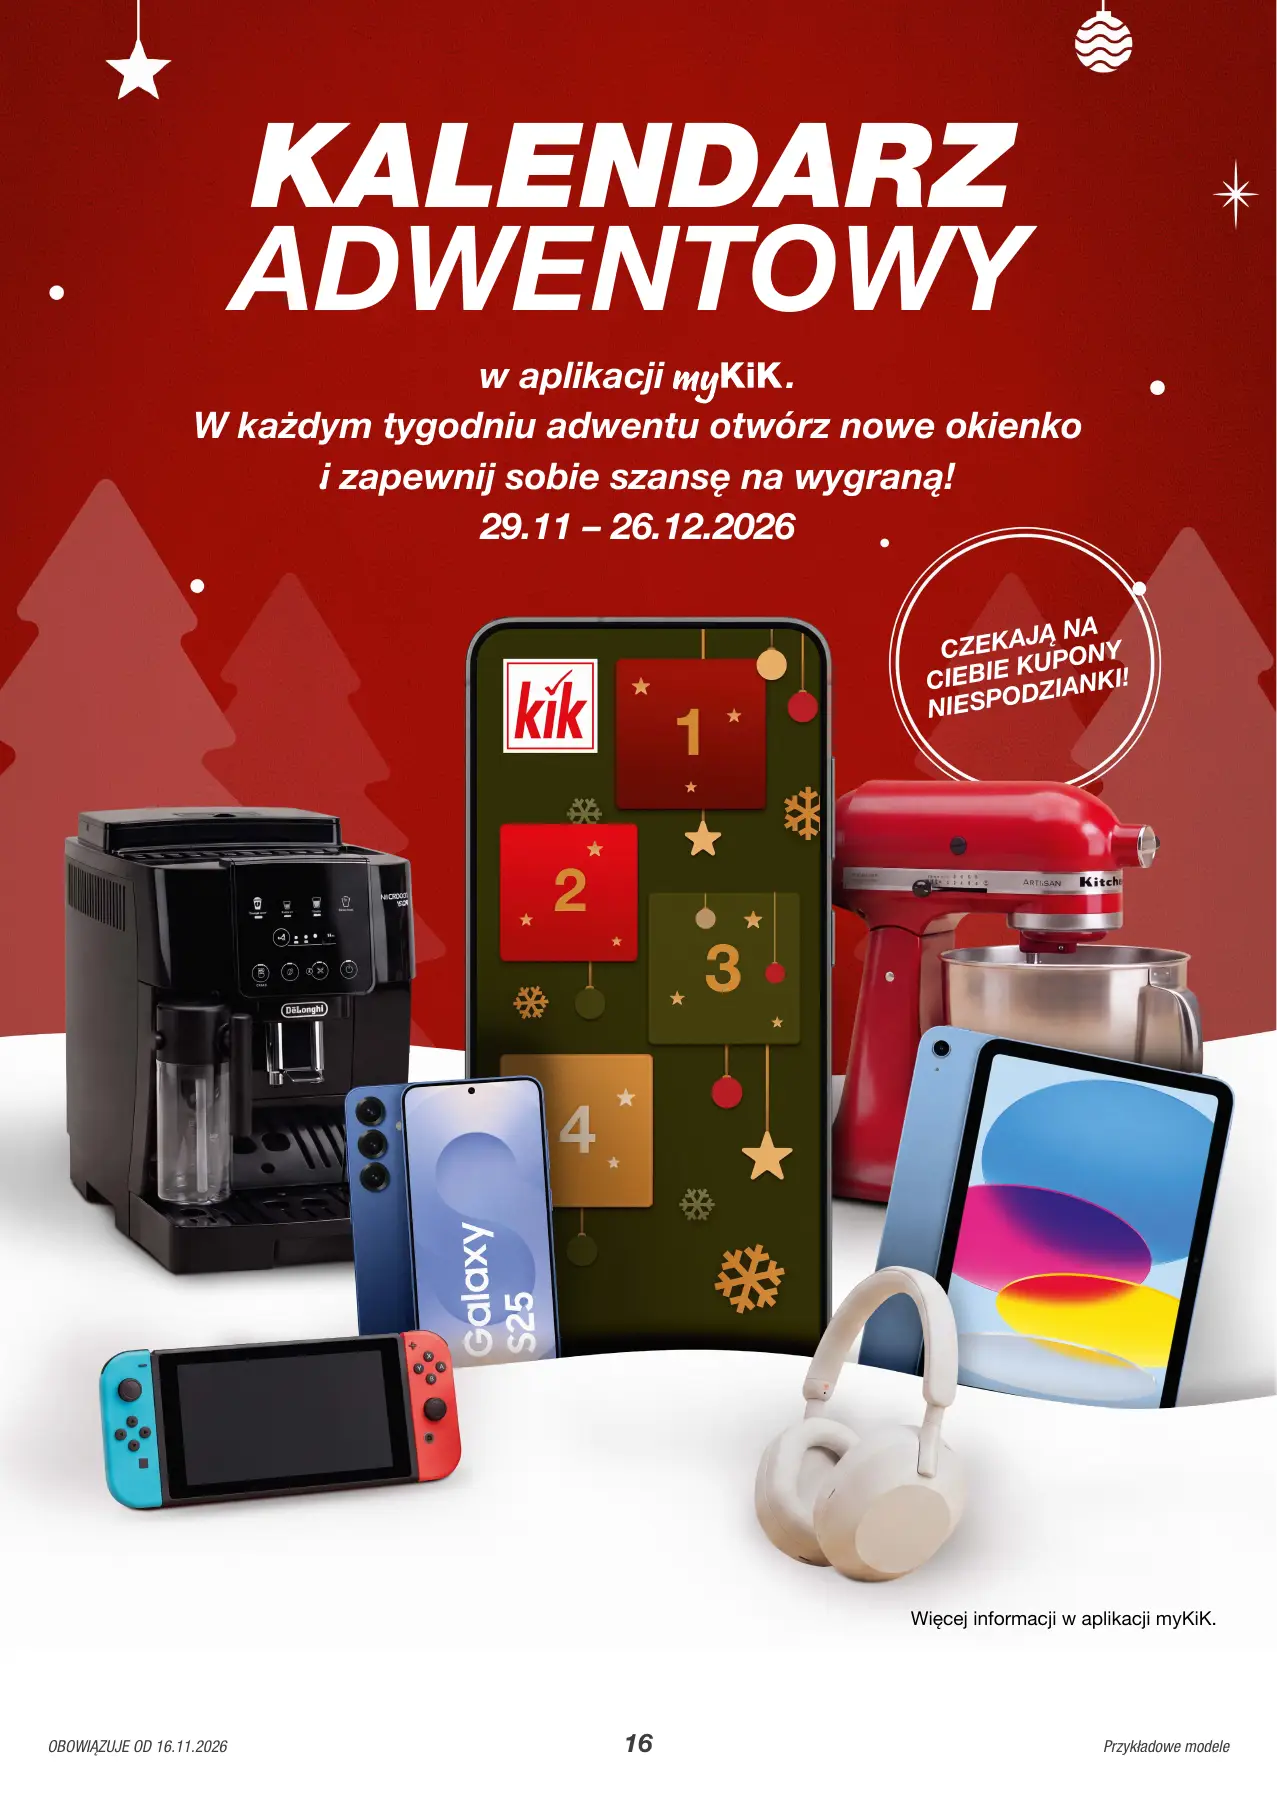 KALENDARZ
ADWENTOWY
w aplikacji myKiK.
W każdym tygodniu adwentu otwórz nowe okienko
i zapewnij sobie szansę na wygraną!
29.11 – 26.12.2026
CZEKAJĄ NA
CIEBIE KUPONY
NIESPODZIANKI!
kik
1
2
3
4
DeLonghi
ARTISAN
Kitche
Galaxy
S25
Więcej informacji w aplikacji myKiK.
OBOWIĄZUJE OD 16.11.2026
16
Przykładowe modele